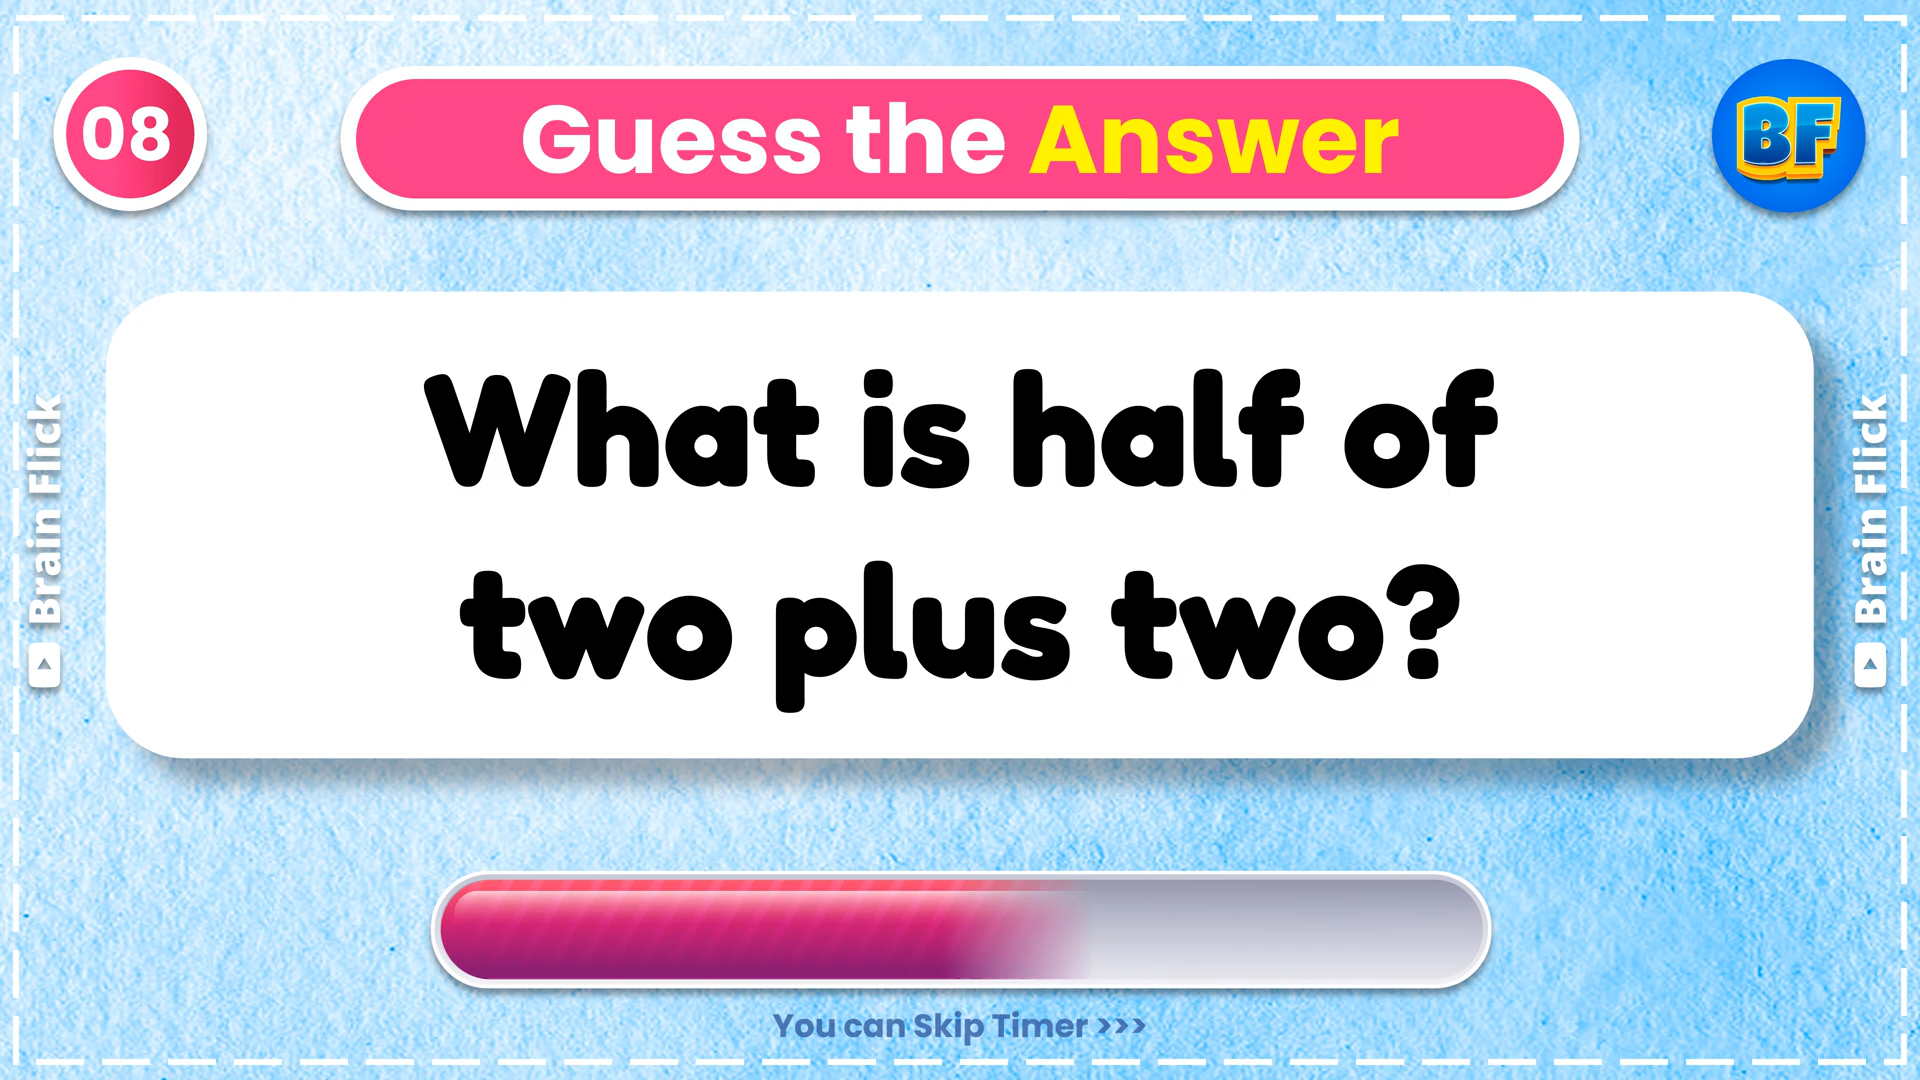 08
Guess the Answer
BF
What is half of
two plus two?
Brain Flick
Brain Flick
You can Skip Timer >>>